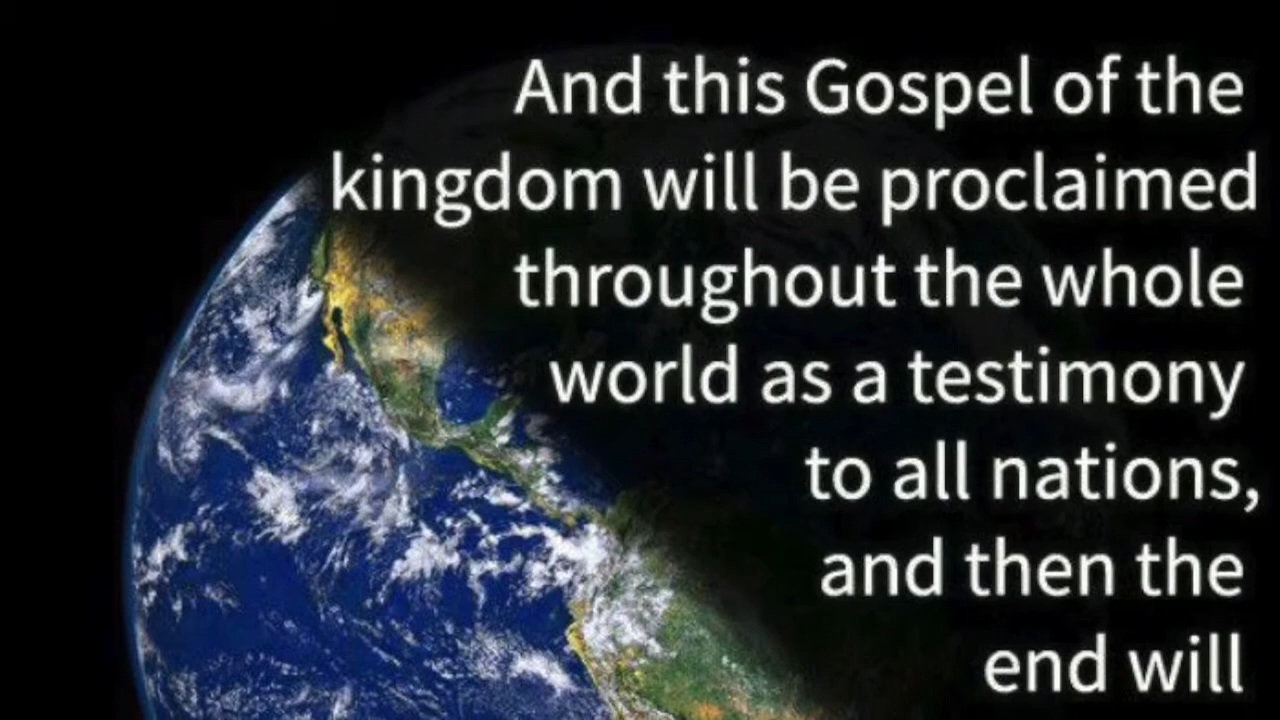 And this Gospel of the
kingdom will be proclaimed
throughout the whole
world as a testimony
to all nations,
and then the
end will